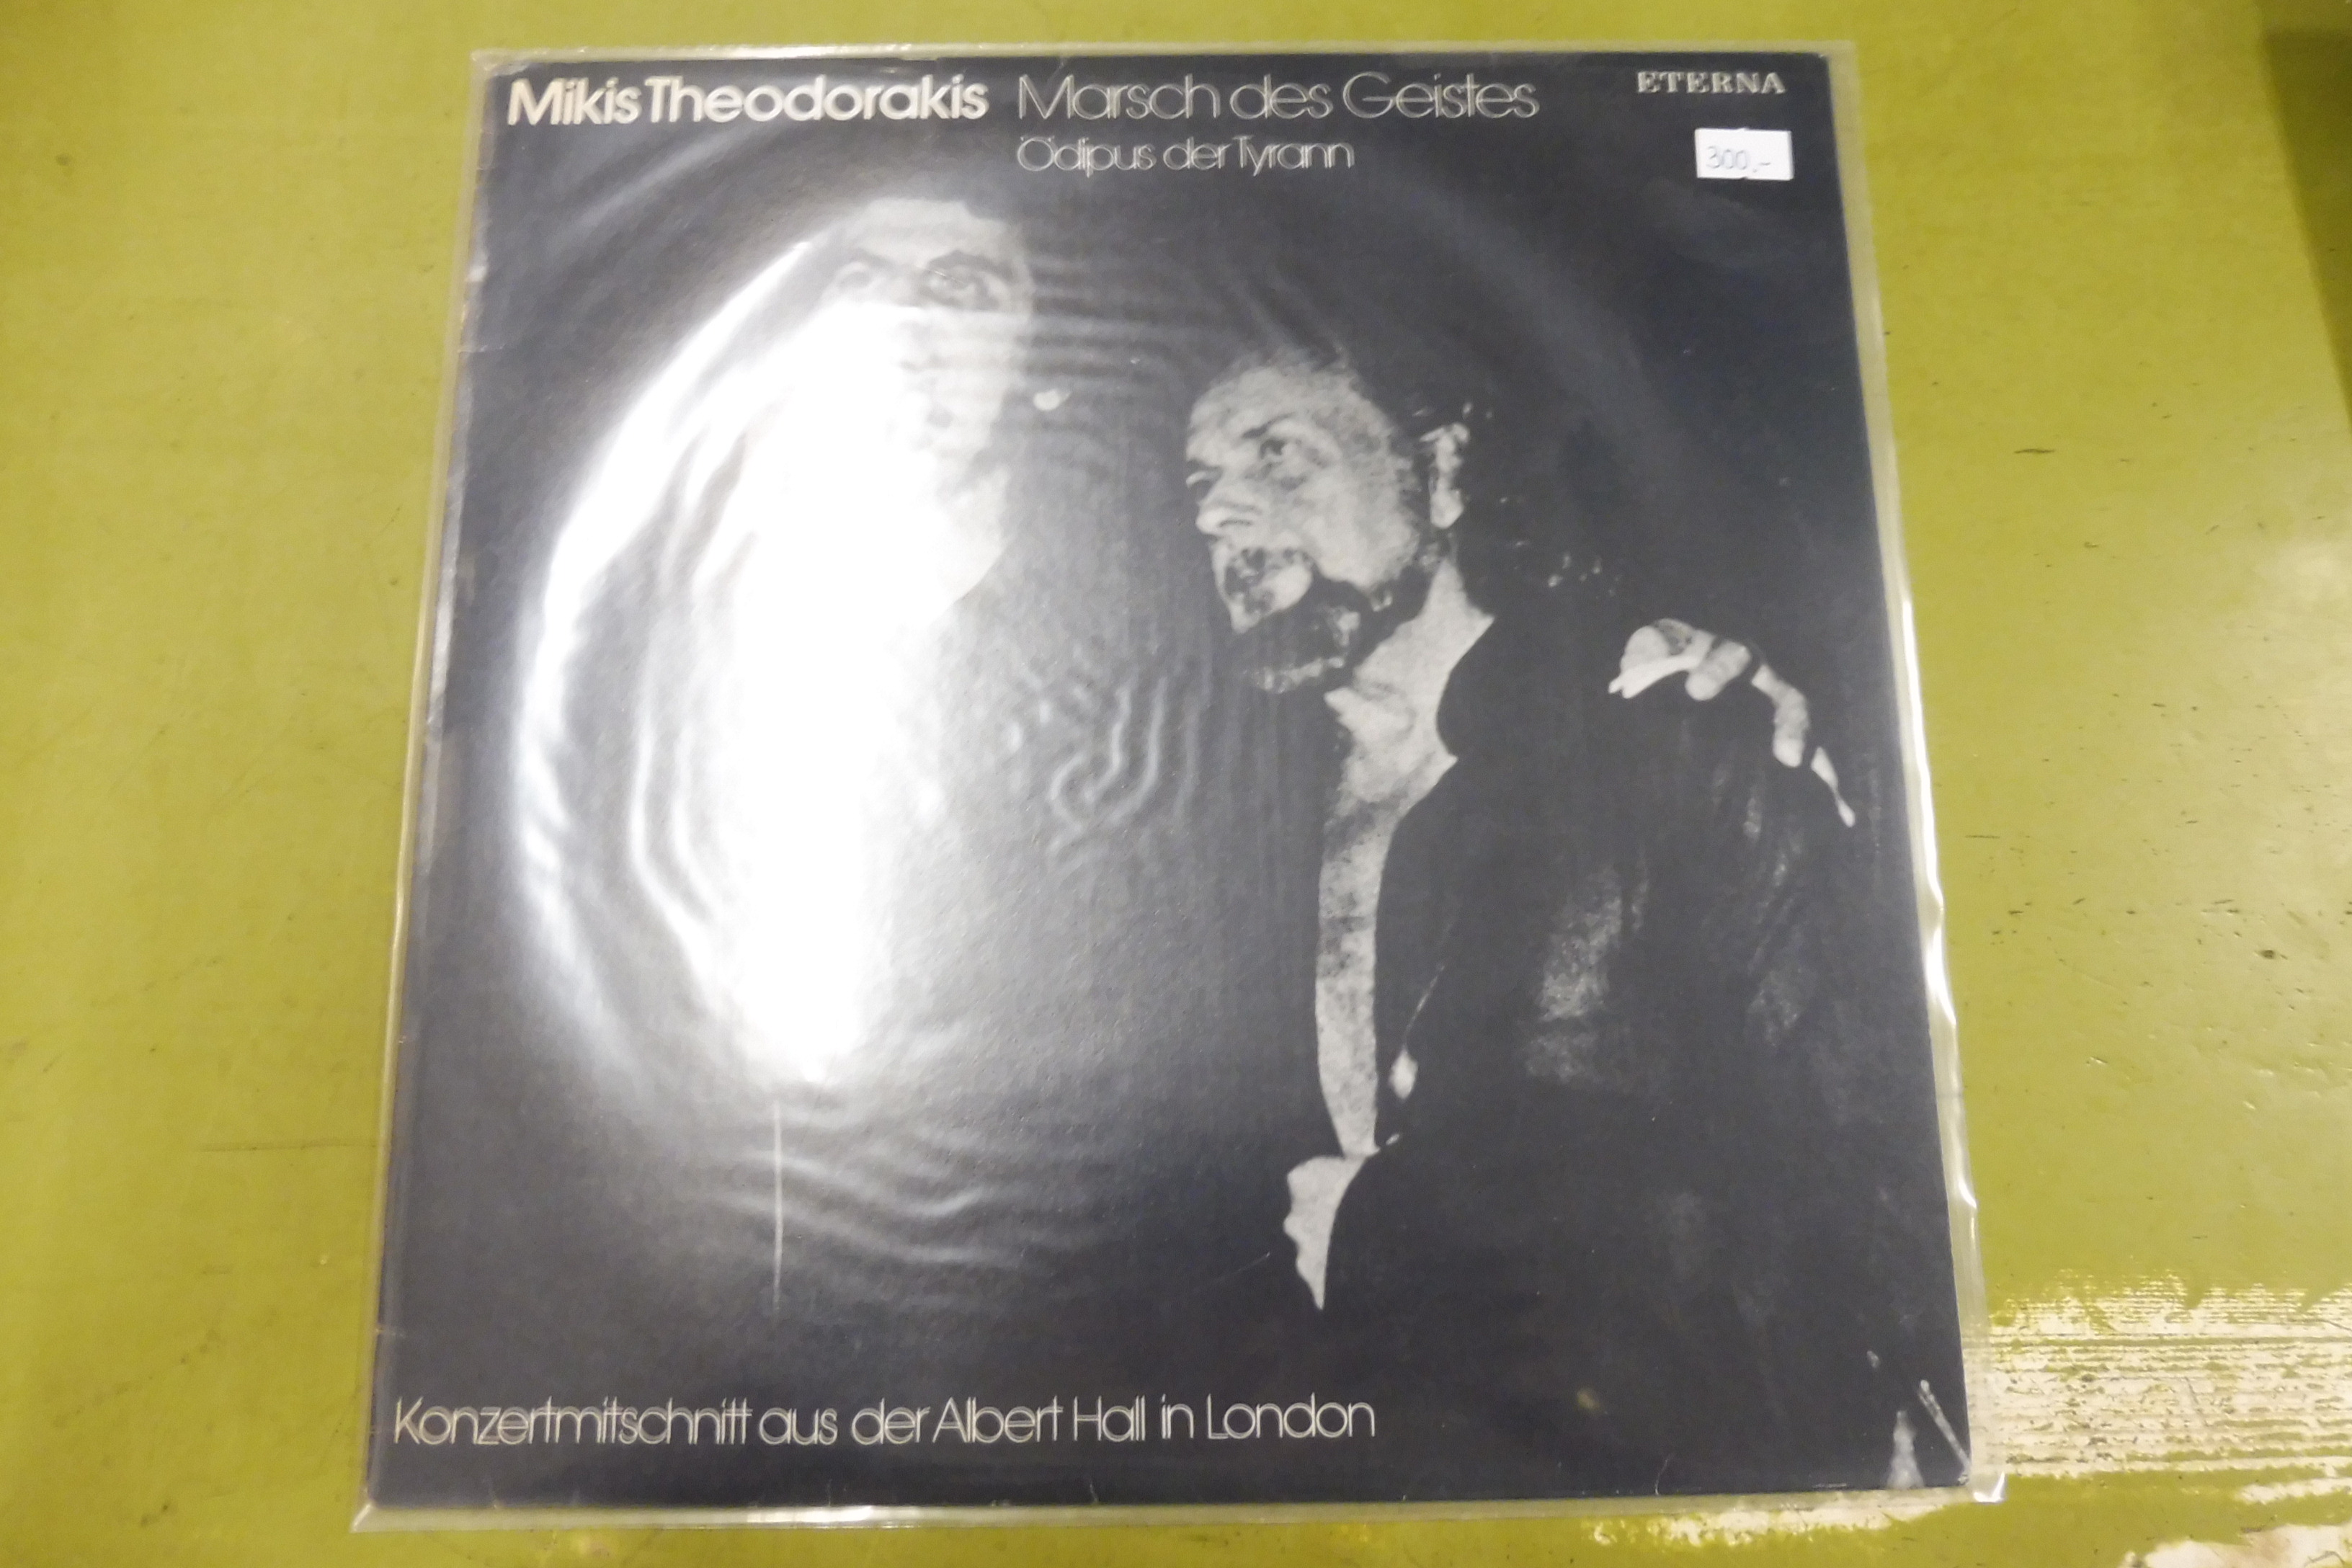 Mikis Theodorakis Marsch des Geistes
Ödipus der Tyrann
ETERNA
300,-
Konzertmitschnitt aus der Albert Hall in London